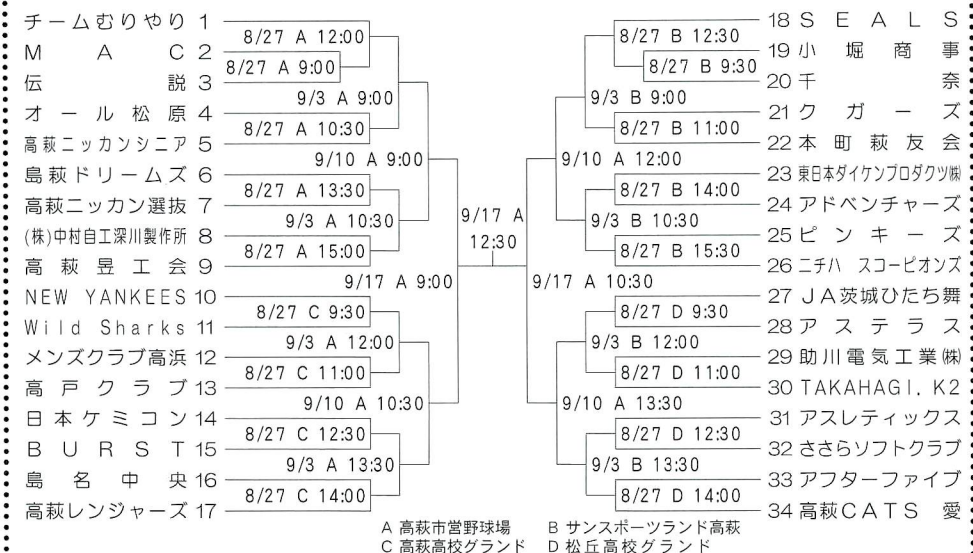 チームむりやり 1
8/27 A 12:00
M A C 2
8/27 A 9:00
伝 説 3
9/3 A 9:00
オール松原 4
8/27 A 10:30
高萩ニッカンシニア 5
9/10 A 9:00
島萩ドリームズ 6
8/27 A 13:30
高萩ニッカン選抜 7
9/3 A 10:30
(株)中村自工深川製作所 8
8/27 A 15:00
高萩昱工会 9
9/17 A 9:00
NEW YANKEES 10
8/27 C 9:30
Wild Sharks 11
9/3 A 12:00
メンズクラブ高浜 12
8/27 C 11:00
高戸クラブ 13
9/10 A 10:30
日本ケミコン 14
8/27 C 12:30
BURST 15
9/3 A 13:30
島名中央 16
8/27 C 14:00
高萩レンジャーズ 17
9/17 A
12:30
18 SEALS
8/27 B 12:30
19 小堀商事
8/27 B 9:30
20 千 奈
9/3 B 9:00
21 クガーズ
8/27 B 11:00
22 本町萩友会
9/10 A 12:00
23 東日本ダイケンプロダクツ㈱
8/27 B 14:00
24 アドベンチャーズ
9/3 B 10:30
25 ピンキーズ
8/27 B 15:30
26 ニチハ スコーピオンズ
9/17 A 10:30
27 JA茨城ひたち舞
8/27 D 9:30
28 アステラス
9/3 B 12:00
29 助川電気工業㈱
8/27 D 11:00
30 TAKAHAGI. K2
9/10 A 13:30
31 アスレティックス
8/27 D 12:30
32 ささらソフトクラブ
9/3 B 13:30
33 アフターファイブ
8/27 D 14:00
34 高萩CATS 愛
A 高萩市営野球場 B サンスポーツランド高萩
C 高萩高校グランド D 松丘高校グランド